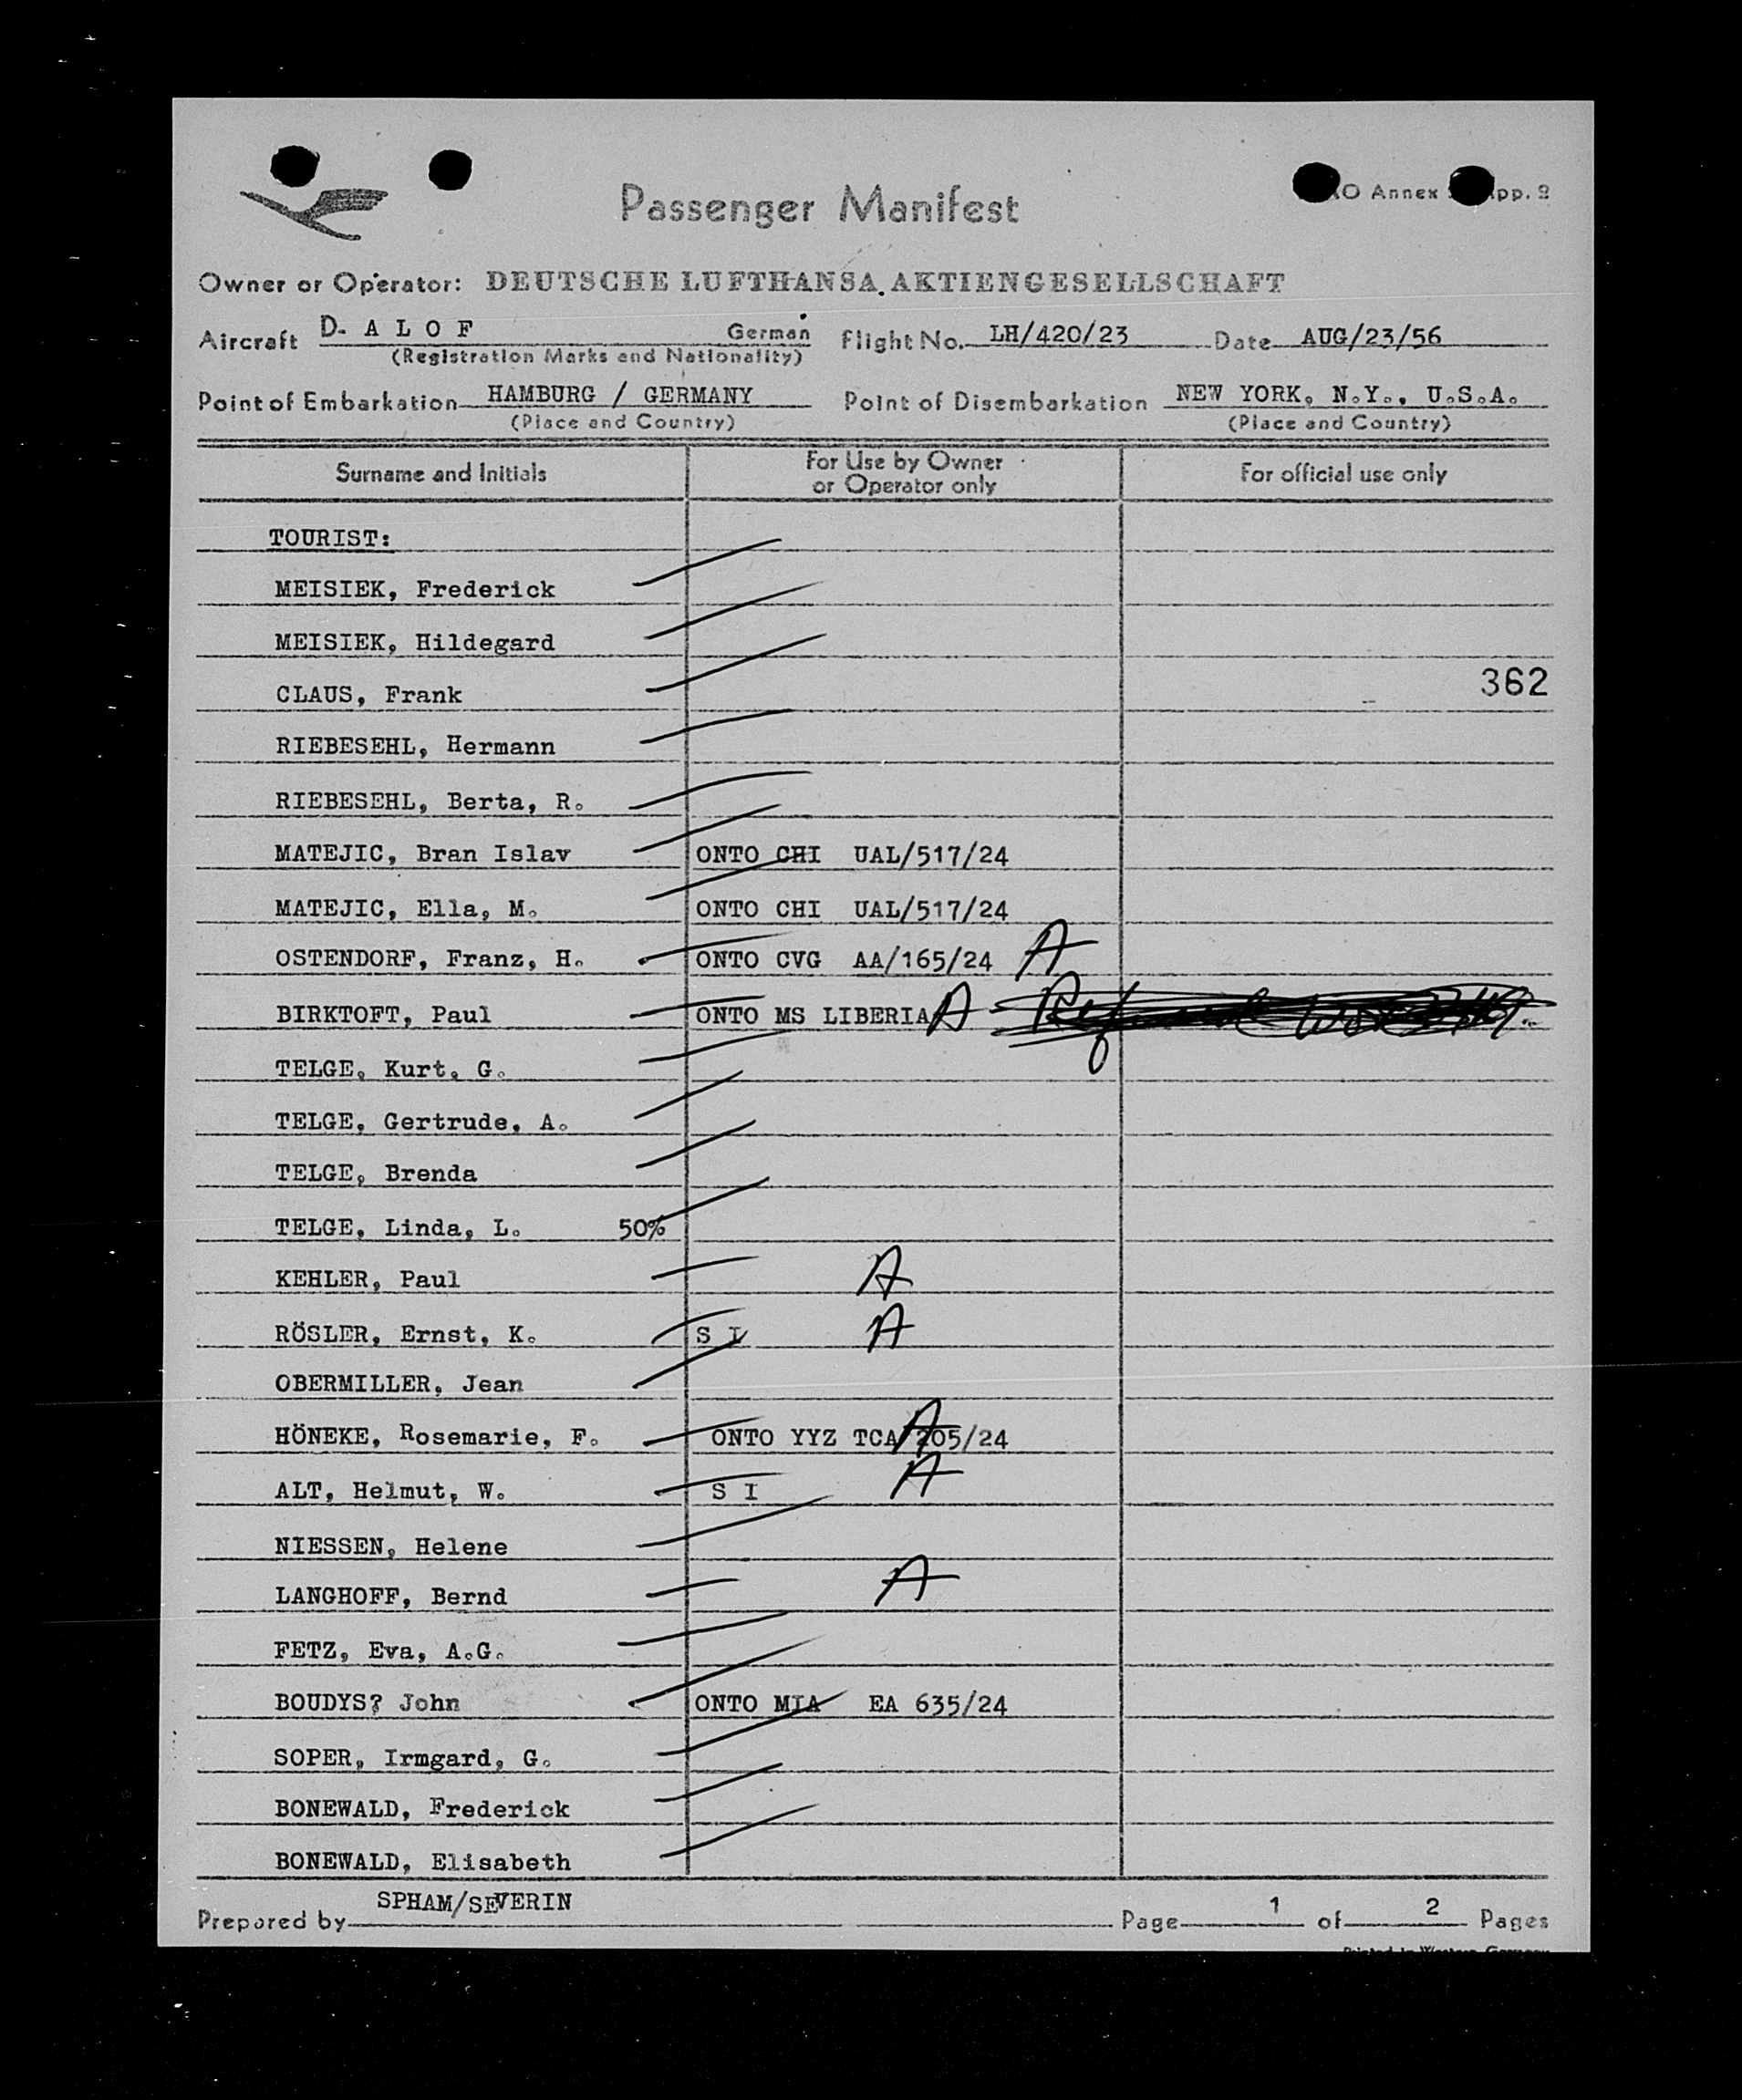 Passenger Manifest
O Annex pp. 9
Owner or Operator: DEUTSCHE LUFTHANSA AKTIENGESELLSCHAFT
Aircraft D- A L O F German Flight No. LH/420/23 Date AUG/23/56
(Registration Marks and Nationality)
Point of Embarkation HAMBURG / GERMANY Point of Disembarkation NEW YORK, N.Y., U.S.A.
(Place and Country) (Place and Country)
Surname and Initials For Use by Owner or Operator only For official use only
TOURIST:
MEISIEK, Frederick
MEISIEK, Hildegard
CLAUS, Frank 362
RIEBESEHL, Hermann
RIEBESEHL, Berta, R.
MATEJIC, Bran Islav ONTO CHI UAL/517/24
MATEJIC, Ella, M. ONTO CHI UAL/517/24
OSTENDORF, Franz, H. ONTO CVG AA/165/24 A
BIRKTOFT, Paul ONTO MS LIBERIA A
TELGE, Kurt, G.
TELGE, Gertrude, A.
TELGE, Brenda
TELGE, Linda, L. 50%
KEHLER, Paul A
RÖSLER, Ernst, K. S I A
OBERMILLER, Jean
HÖNEKE, Rosemarie, F. ONTO YYZ TCA/205/24 A
ALT, Helmut, W. S I A
NIESSEN, Helene
LANGHOFF, Bernd A
FETZ, Eva, A.G.
BOUDYS? John ONTO MIA EA 635/24
SOPER, Irmgard, G.
BONEWALD, Frederick
BONEWALD, Elisabeth
Prepared by SPHAM/SEVERIN Page 1 of 2 Pages